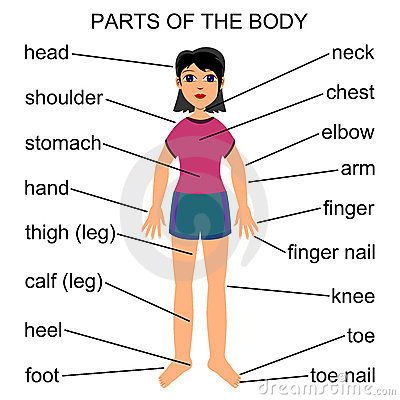 PARTS OF THE BODY
head
neck
shoulder
chest
stomach
elbow
arm
hand
finger
thigh (leg)
finger nail
calf (leg)
knee
heel
toe
foot
toe nail
dreamstime